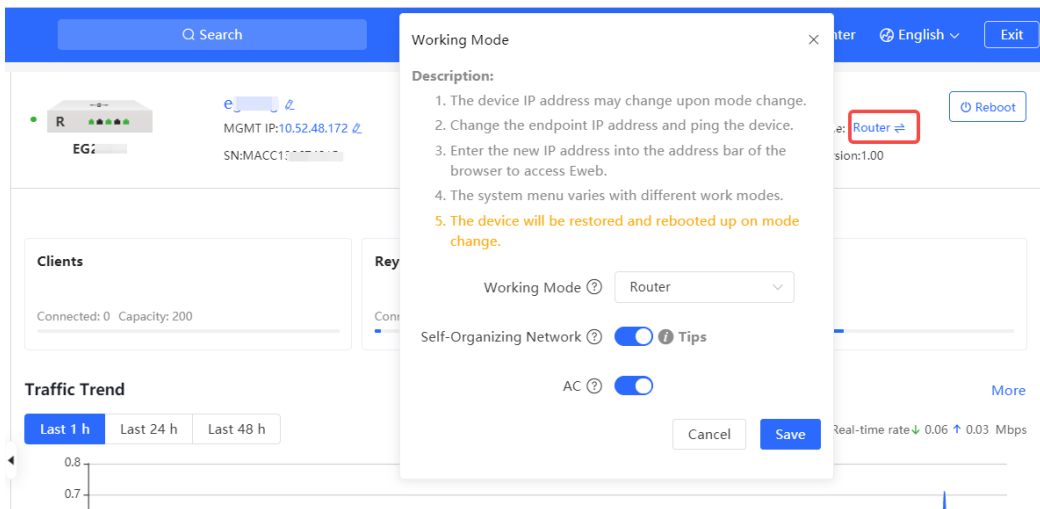 Search
nter
English
Exit
Working Mode
Description:
1. The device IP address may change upon mode change.
2. Change the endpoint IP address and ping the device.
3. Enter the new IP address into the address bar of the
browser to access Eweb.
4. The system menu varies with different work modes.
5. The device will be restored and rebooted up on mode
change.
Working Mode
Router
Self-Organizing Network
Tips
AC
Cancel
Save
R
EG2
e
MGMT IP:10.52.48.172
SN:MACC1
e: Router
rsion:1.00
Reboot
Clients
Connected: 0 Capacity: 200
Rey
Conn
Traffic Trend
More
Last 1 h
Last 24 h
Last 48 h
Real-time rate↓ 0.06 ↑ 0.03 Mbps
0.8
0.7